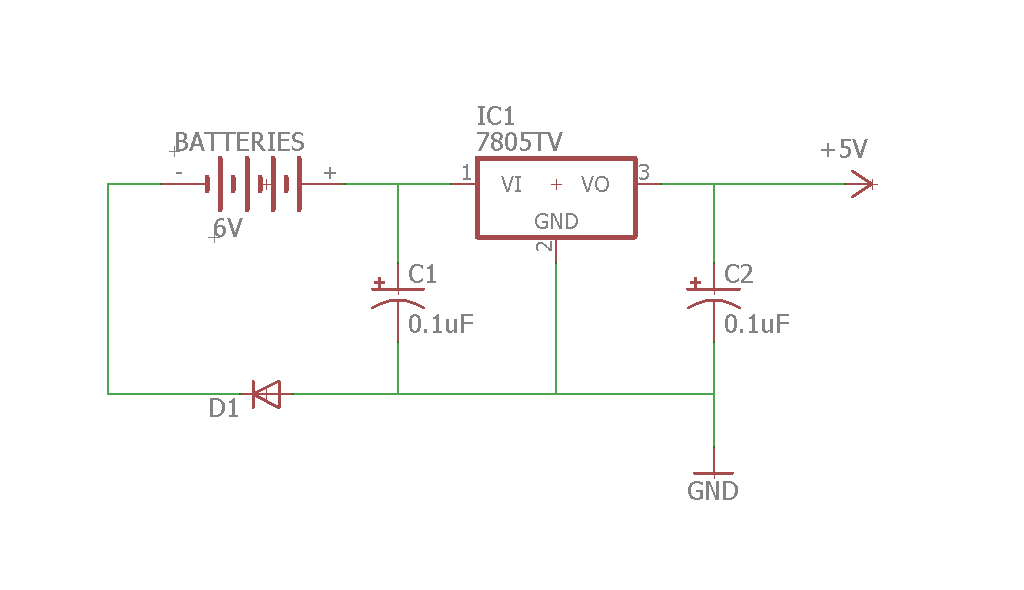 IC1
7805TV
BATTERIES
- +
6V
1
VI
VO
3
GND
2
+5V
+
C1
0.1uF
+
C2
0.1uF
D1
GND